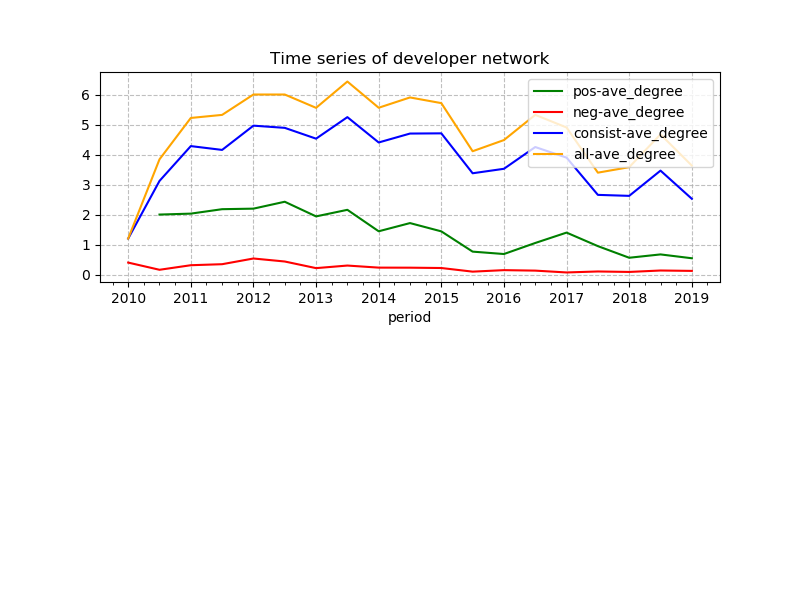 Time series of developer network
pos-ave_degree
neg-ave_degree
consist-ave_degree
all-ave_degree
6
5
4
3
2
1
0
2010 2011 2012 2013 2014 2015 2016 2017 2018 2019
period